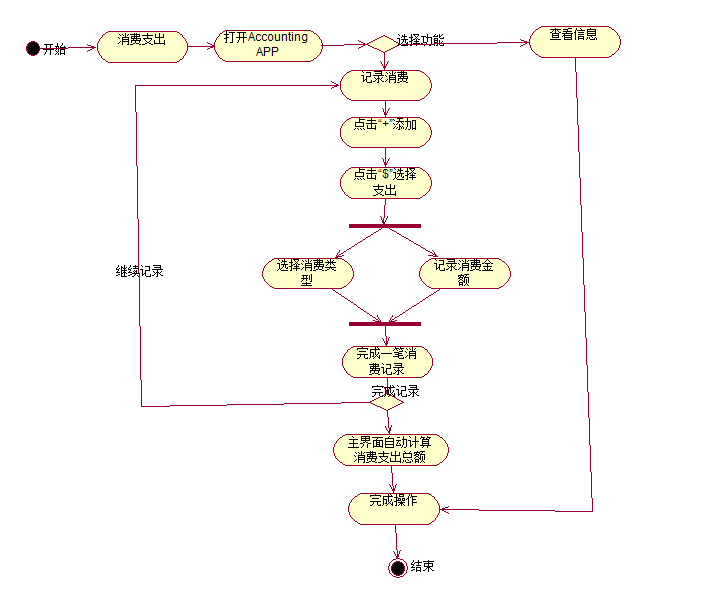 开始
消费支出
打开Accounting
APP
选择功能
查看信息
记录消费
点击“+”添加
点击“$”选择
支出
选择消费类
型
记录消费金
额
继续记录
完成一笔消
费记录
完成记录
主界面自动计算
消费支出总额
完成操作
结束